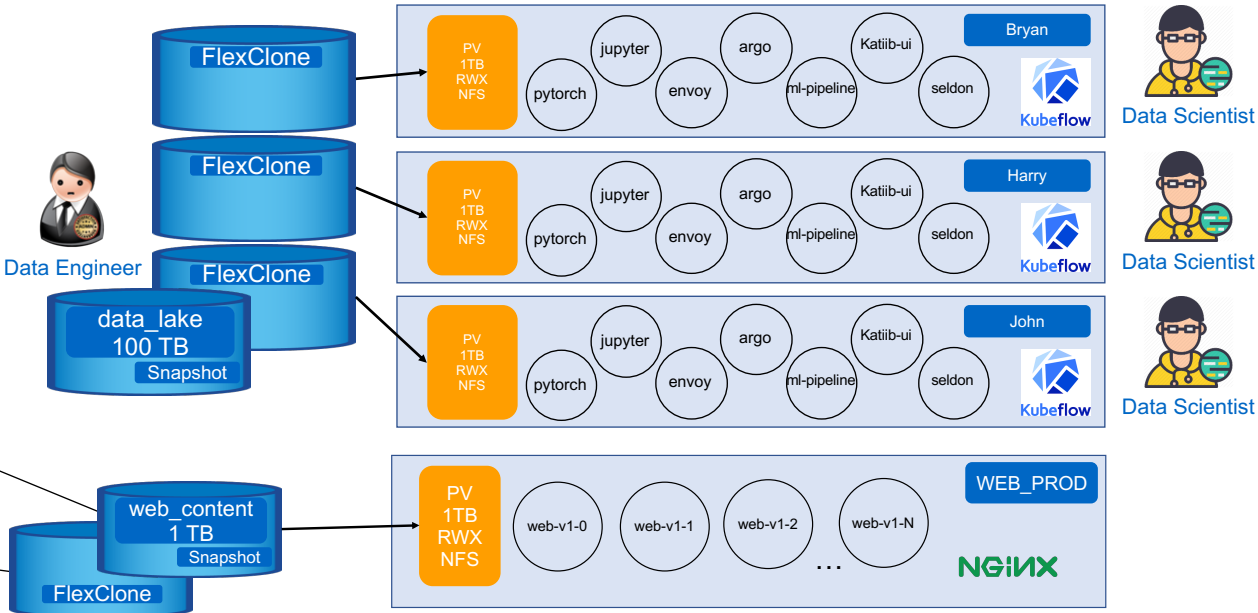 FlexClone
PV
1TB
RWX
NFS
pytorch
jupyter
envoy
argo
ml-pipeline
Katiib-ui
seldon
Bryan
Kubeflow
Data Scientist
FlexClone
PV
1TB
RWX
NFS
pytorch
jupyter
envoy
argo
ml-pipeline
Katiib-ui
seldon
Harry
Kubeflow
Data Scientist
Data Engineer
FlexClone
data_lake
100 TB
Snapshot
PV
1TB
RWX
NFS
pytorch
jupyter
envoy
argo
ml-pipeline
Katiib-ui
seldon
John
Kubeflow
Data Scientist
web_content
1 TB
Snapshot
FlexClone
PV
1TB
RWX
NFS
web-v1-0
web-v1-1
web-v1-2
...
web-v1-N
WEB_PROD
NGINX